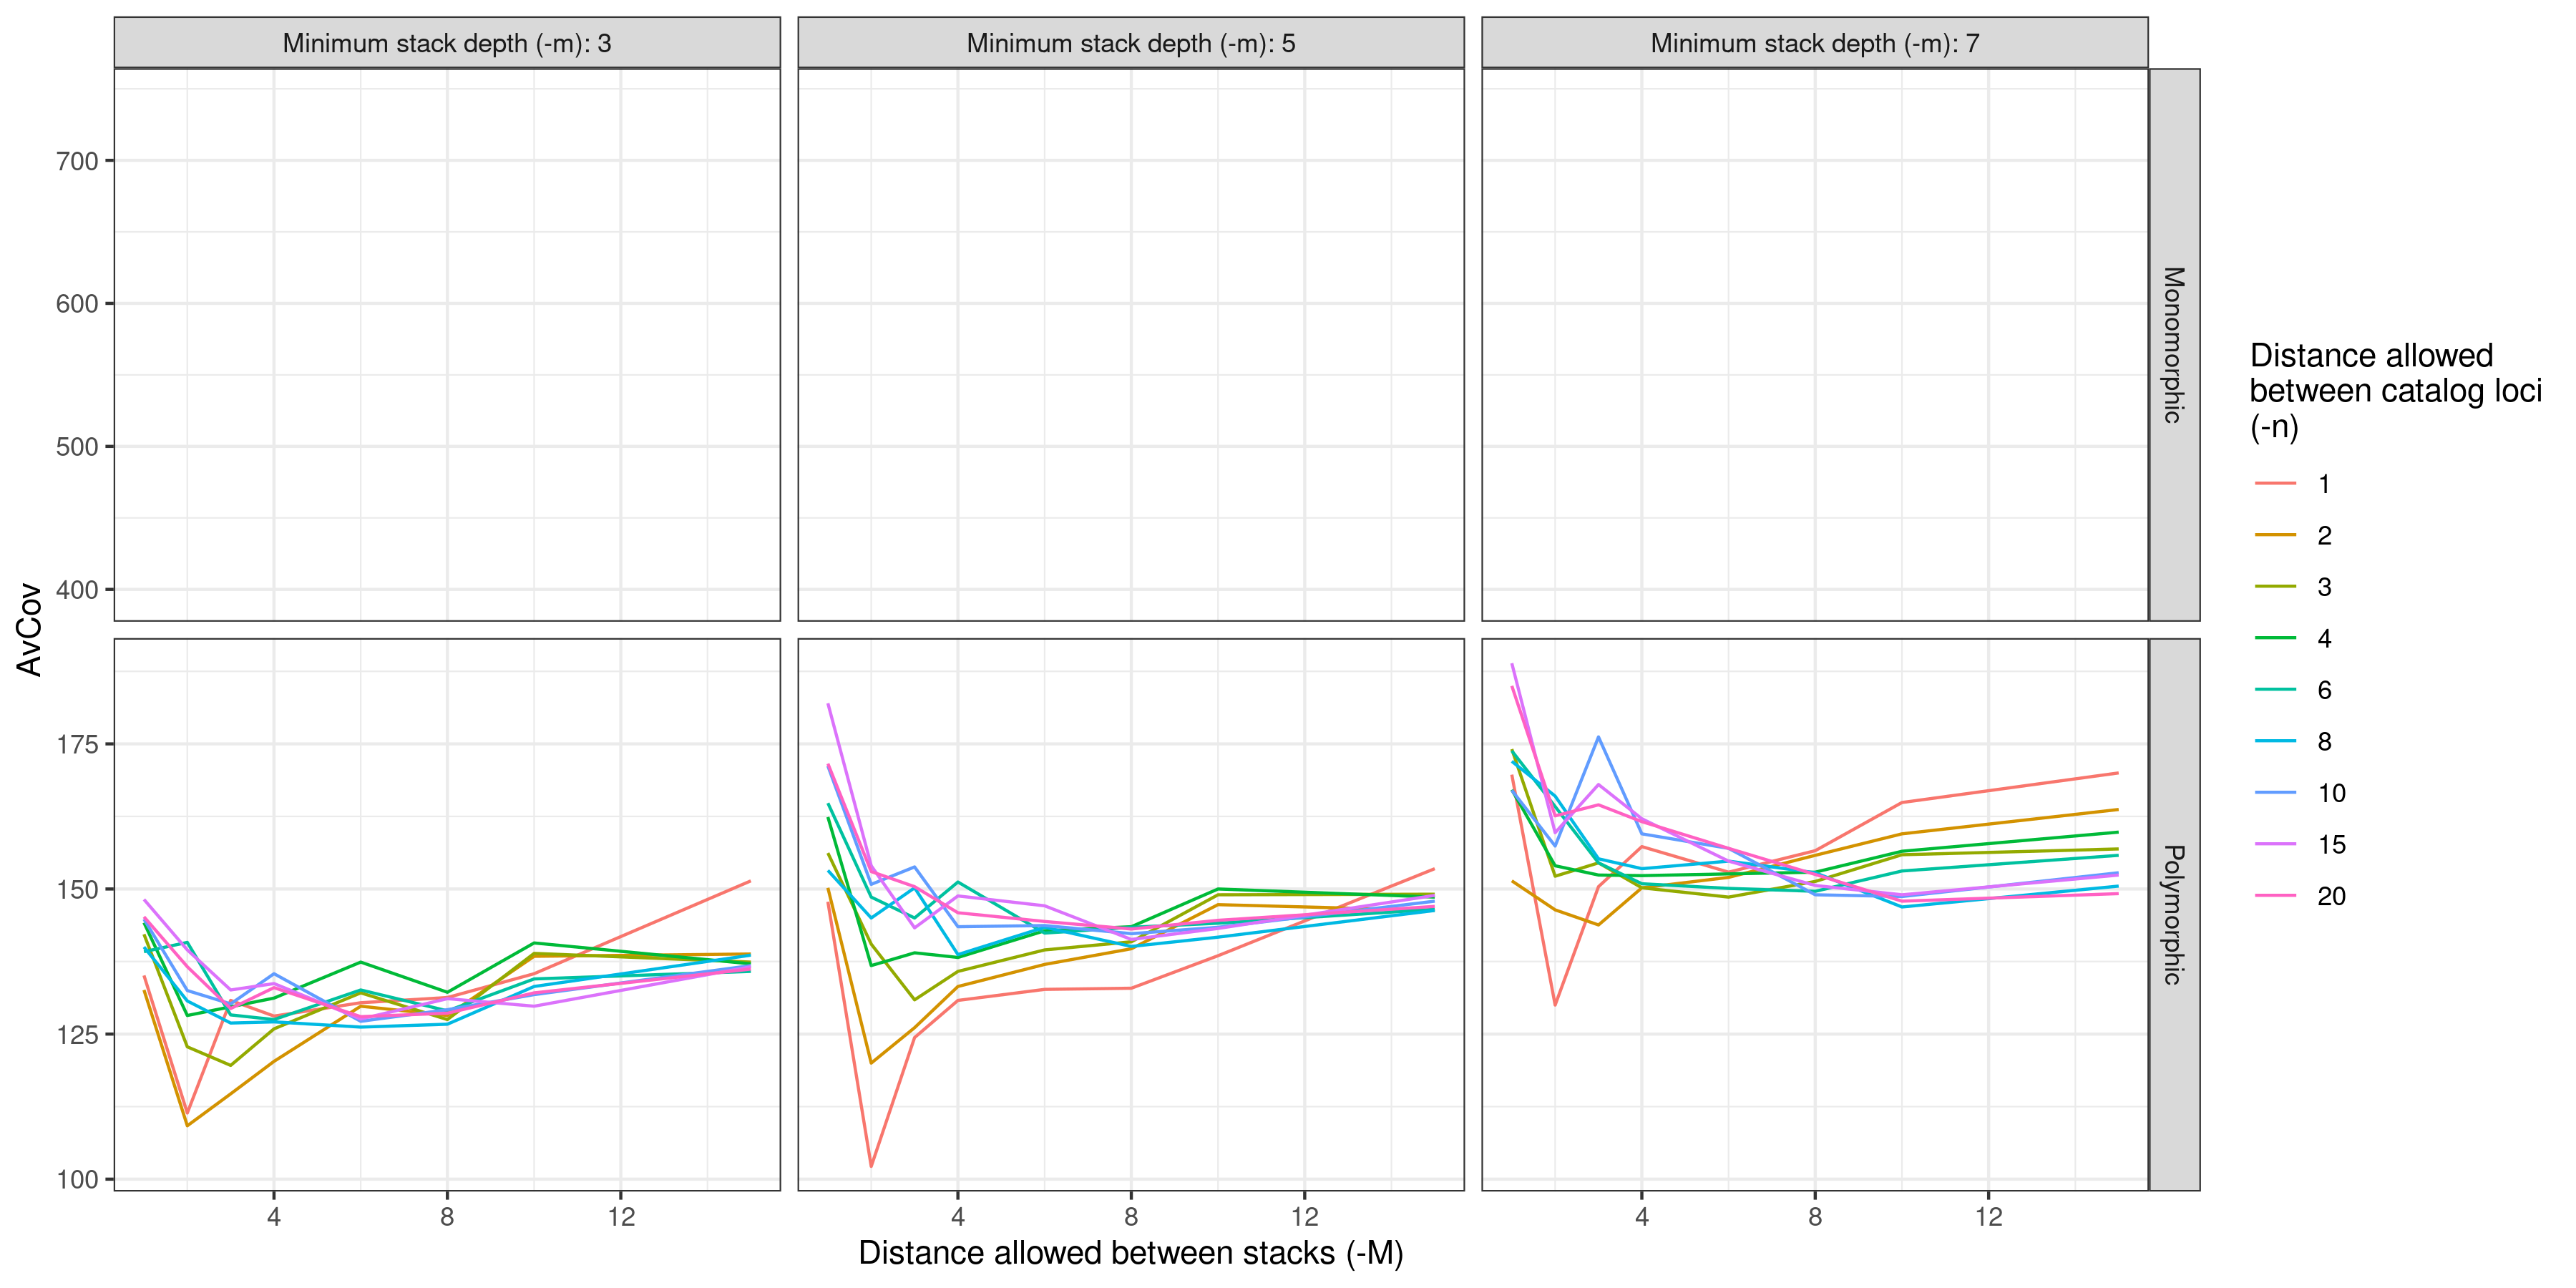 Minimum stack depth (-m): 3
Minimum stack depth (-m): 5
Minimum stack depth (-m): 7
700
600
500
400
Monomorphic
175
150
125
100
Polymorphic
AvCov
4
8
12
4
8
12
4
8
12
Distance allowed between stacks (-M)
Distance allowed
between catalog loci
(-n)
1
2
3
4
6
8
10
15
20